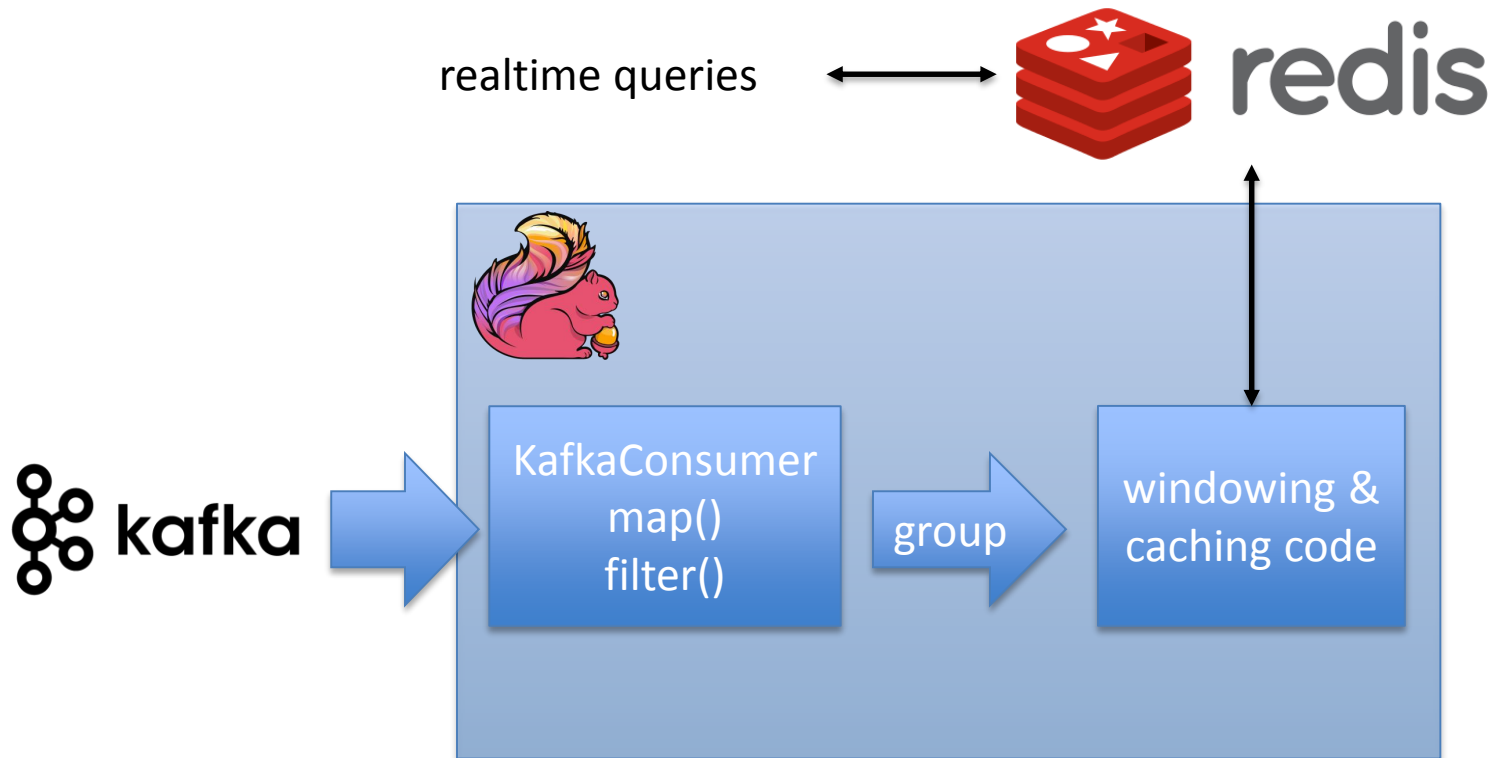 realtime queries
redis
kafka
KafkaConsumer
map()
filter()
group
windowing &
caching code